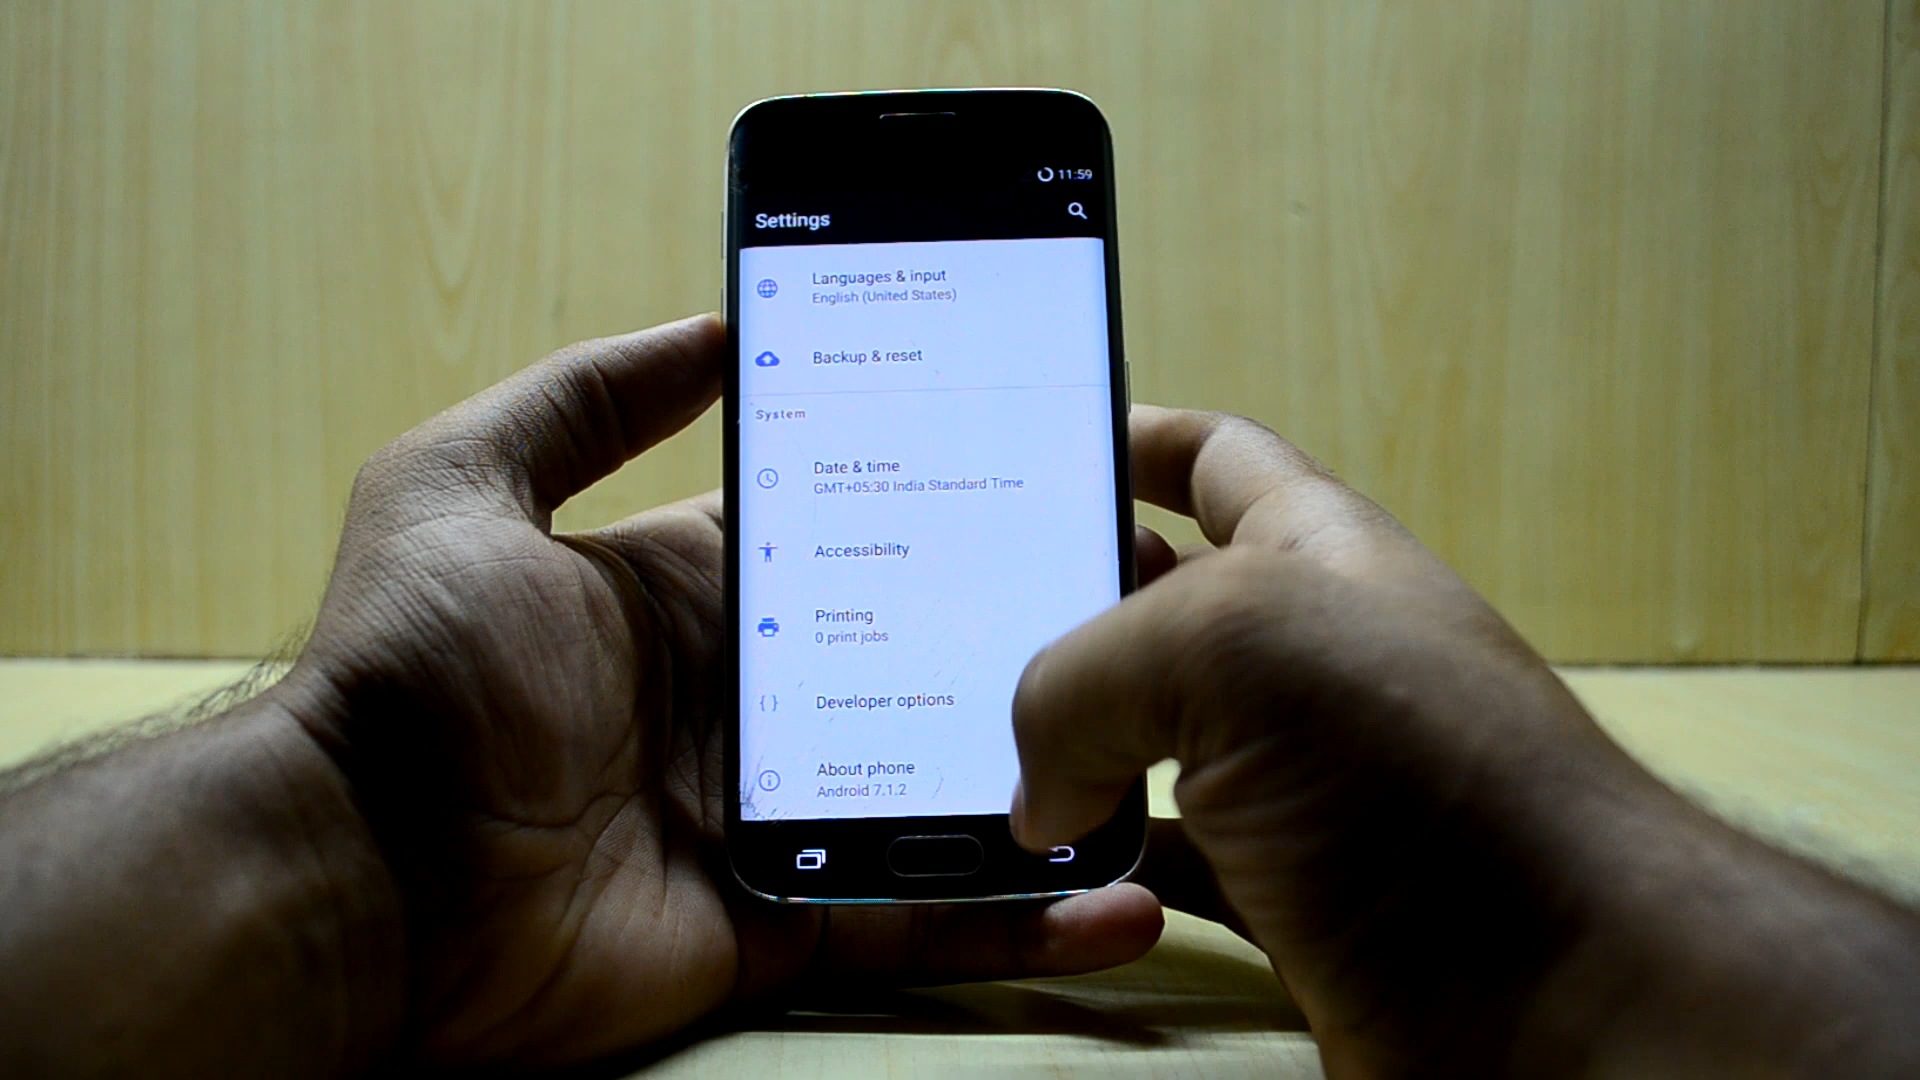 11:59
Settings
Languages & input
English (United States)
Backup & reset
System
Date & time
GMT+05:30 India Standard Time
Accessibility
Printing
0 print jobs
{ } Developer options
About phone
Android 7.1.2